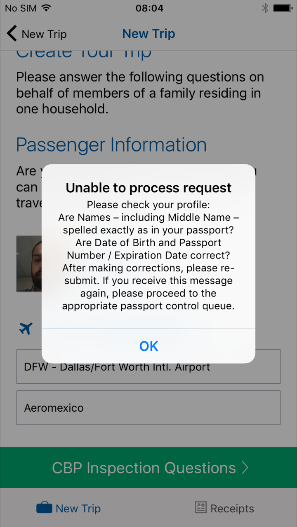 No SIM 08:04
New Trip New Trip
Create Your Trip
Please answer the following questions on
behalf of members of a family residing in
one household.
Passenger Information
Are
can
trave
Unable to process request
Please check your profile:
Are Names – including Middle Name –
spelled exactly as in your passport?
Are Date of Birth and Passport
Number / Expiration Date correct?
After making corrections, please re-
submit. If you receive this message
again, please proceed to the
appropriate passport control queue.
OK
DFW - Dallas/Fort Worth Intl. Airport
Aeromexico
CBP Inspection Questions
New Trip Receipts